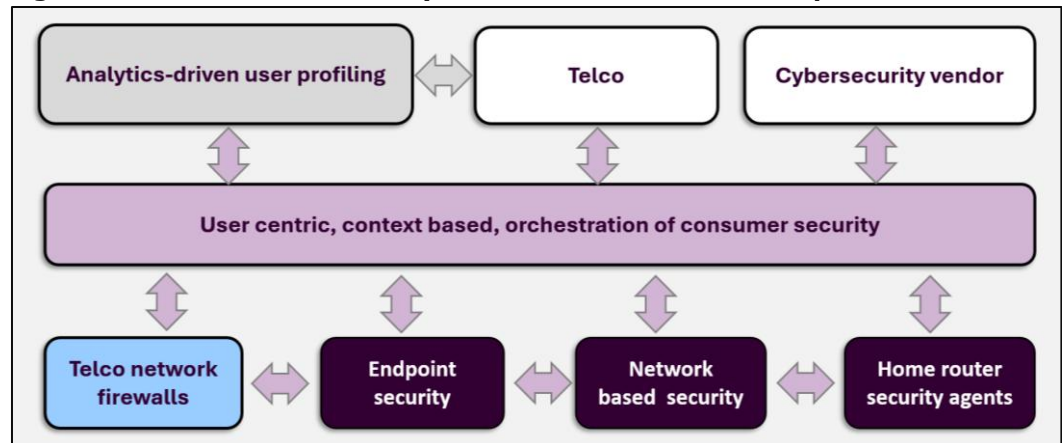 Analytics-driven user profiling
Telco
Cybersecurity vendor
User centric, context based, orchestration of consumer security
Telco network
firewalls
Endpoint
security
Network
based security
Home router
security agents